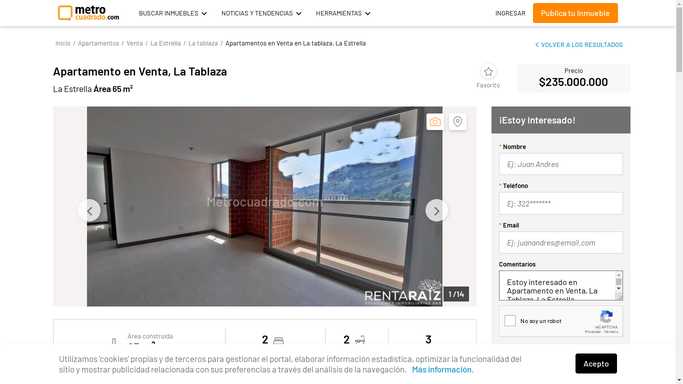 metro
cuadrado.com
BUSCAR INMUEBLES
NOTICIAS Y TENDENCIAS
HERRAMIENTAS
INGRESAR
Publica tu Inmueble
Inicio / Apartamentos / Venta / La Estrella / La tablaza / Apartamentos en Venta en La tablaza, La Estrella
VOLVER A LOS RESULTADOS
Apartamento en Venta, La Tablaza
La Estrella Área 65 m²
Favorito
Precio
$235.000.000
Metrocuadrado.com
RENTARAÍZ
1 / 14
¡Estoy Interesado!
* Nombre
Ej: Juan Andres
* Teléfono
Ej: 322*******
* Email
Ej: juanandres@email.com
Comentarios
Estoy interesado en
Apartamento en Venta, La
Tablaza, La Estrella
No soy un robot
reCAPTCHA
Privacidad - Términos
Área construida
2
2
3
Utilizamos 'cookies' propias y de terceros para gestionar el portal, elaborar información estadística, optimizar la funcionalidad del
sitio y mostrar publicidad relacionada con sus preferencias a través del análisis de la navegación. Más información.
Acepto